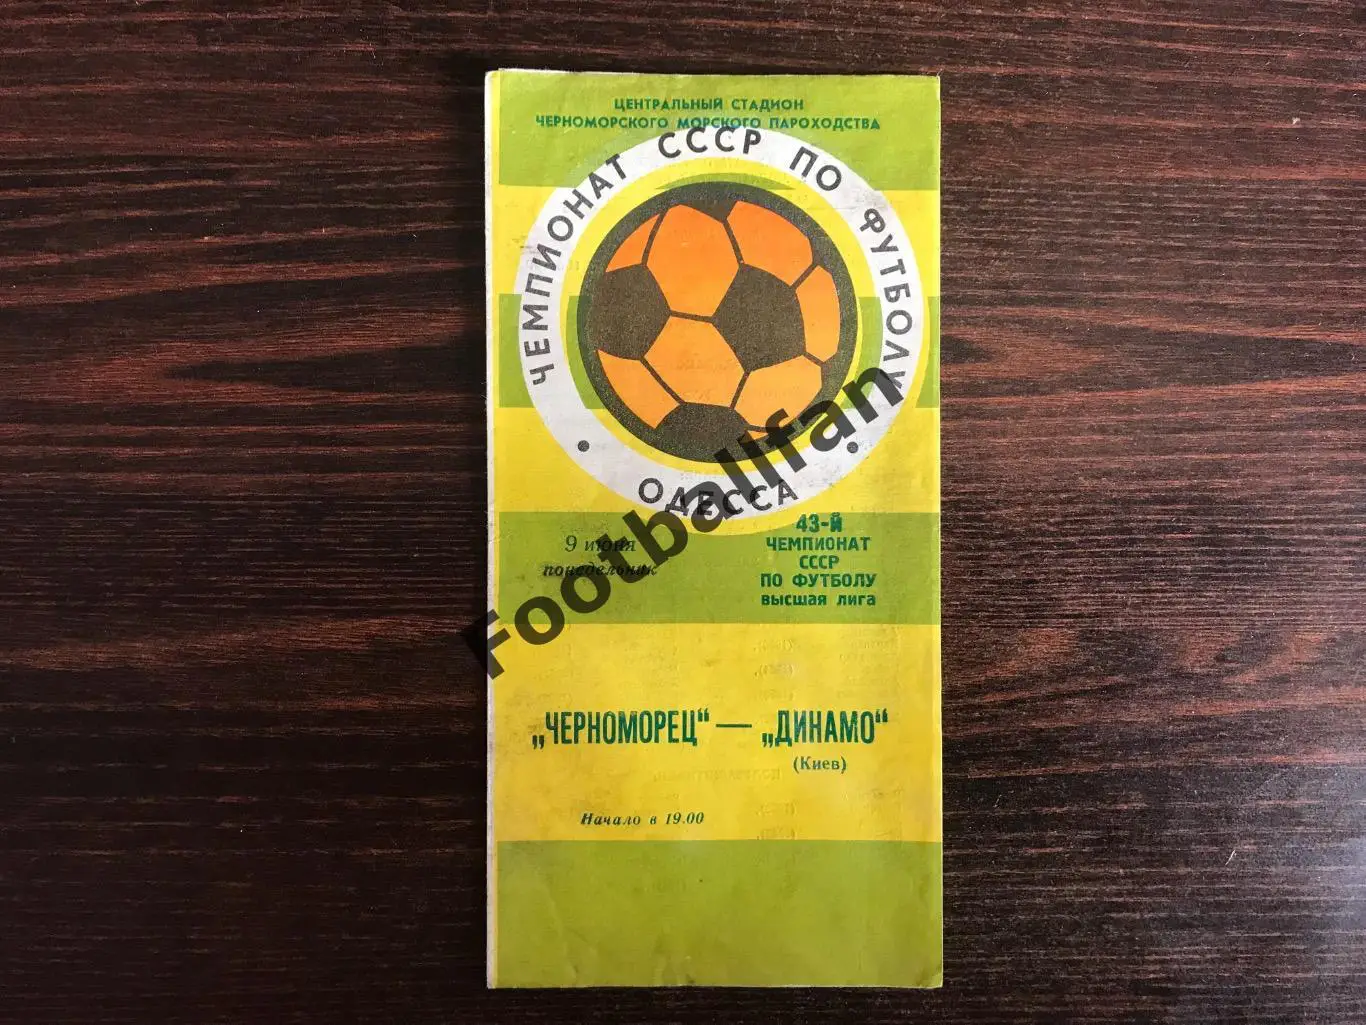 ЦЕНТРАЛЬНЫЙ СТАДИОН
ЧЕРНОМОРСКОГО МОРСКОГО ПАРОХОДСТВА
ЧЕМПИОНАТ СССР ПО ФУТБОЛУ
• ОДЕССА •
9 июня
понедельник
43-й
ЧЕМПИОНАТ
СССР
ПО ФУТБОЛУ
высшая лига
„ЧЕРНОМОРЕЦ“ — „ДИНАМО“
(Киев)
Начало в 19.00
Footballfan